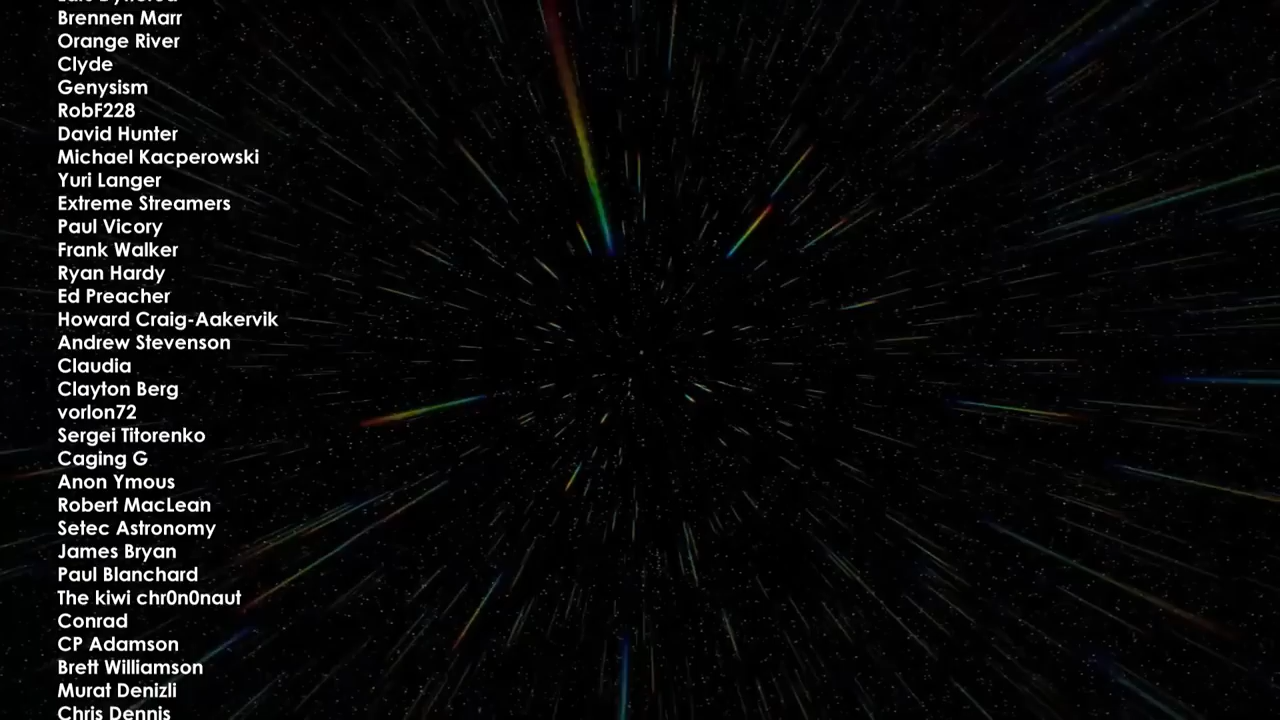 Brennen Marr
Orange River
Clyde
Genysism
RobF228
David Hunter
Michael Kacperowski
Yuri Langer
Extreme Streamers
Paul Vicory
Frank Walker
Ryan Hardy
Ed Preacher
Howard Craig-Aakervik
Andrew Stevenson
Claudia
Clayton Berg
vorlon72
Sergei Titorenko
Caging G
Anon Ymous
Robert MacLean
Setec Astronomy
James Bryan
Paul Blanchard
The kiwi chr0n0naut
Conrad
CP Adamson
Brett Williamson
Murat Denizli
Chris Dennis